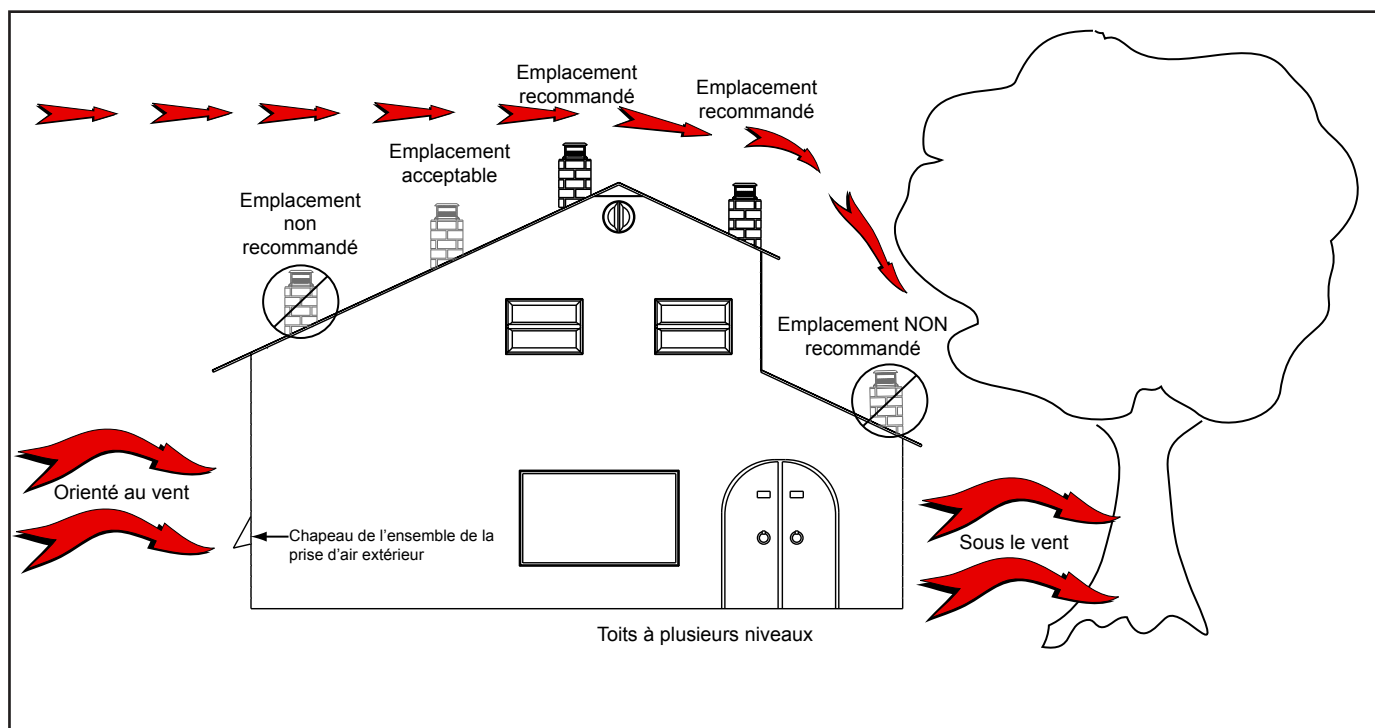 Emplacement
recommandé
Emplacement
recommandé
Emplacement
acceptable
Emplacement
non
recommandé
Emplacement NON
recommandé
Orienté au vent
Chapeau de l’ensemble de la
prise d’air extérieur
Sous le vent
Toits à plusieurs niveaux